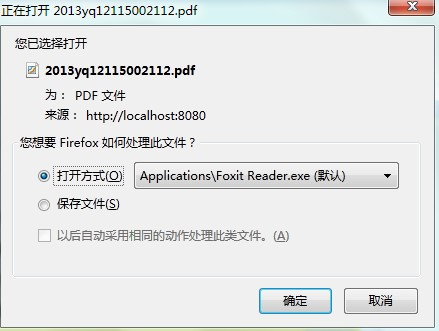 正在打开 2013yq12115002112.pdf
您已选择打开
2013yq12115002112.pdf
为： PDF 文件
来源： http://localhost:8080
您想要 Firefox 如何处理此文件？
打开方式(O) Applications\Foxit Reader.exe (默认)
保存文件(S)
以后自动采用相同的动作处理此类文件。(A)
确定 取消